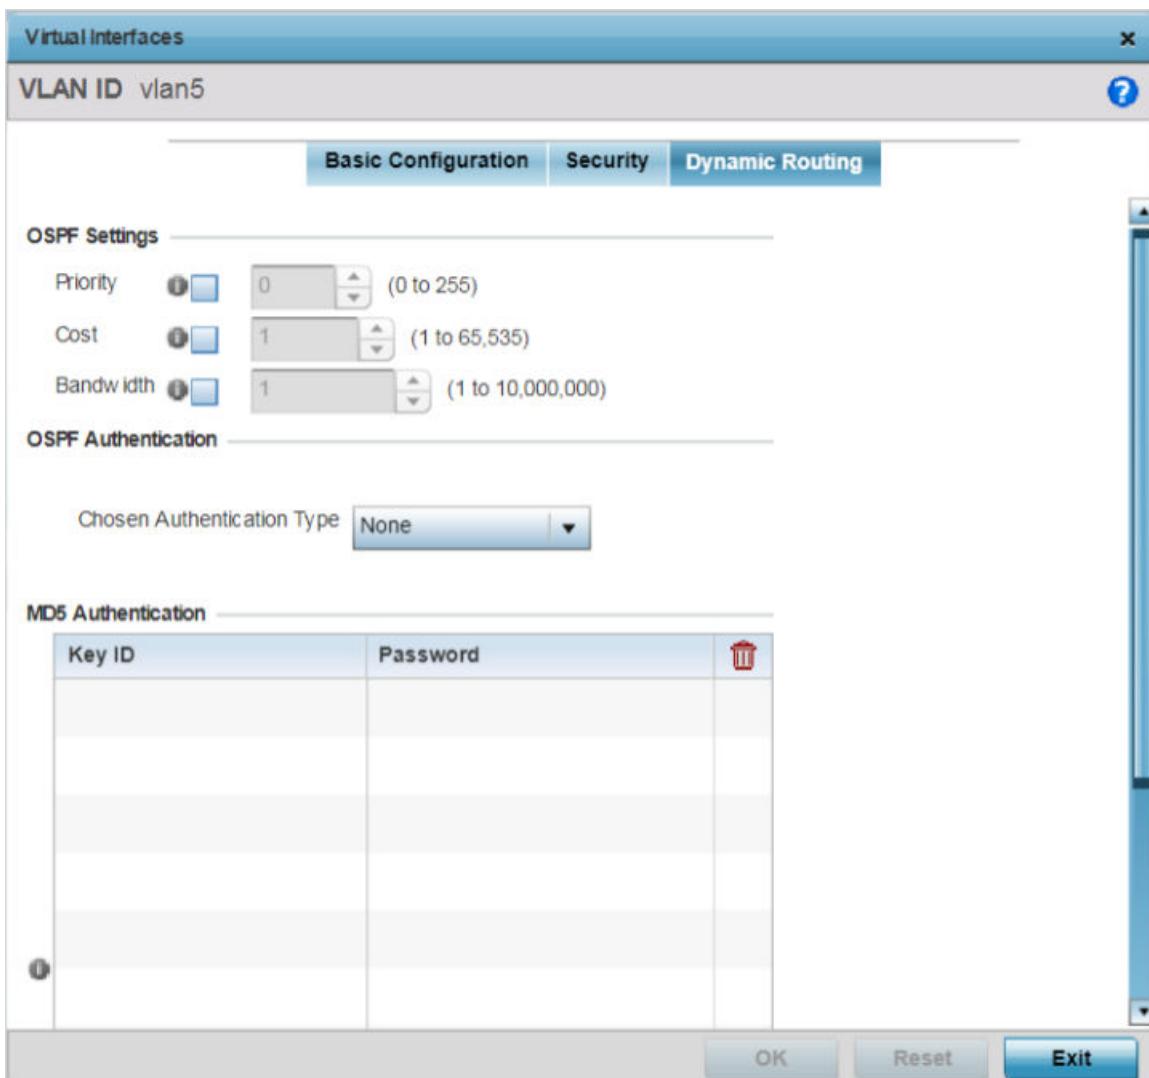 Virtual Interfaces
VLAN ID vlan5
Basic Configuration Security Dynamic Routing
OSPF Settings
Priority 0 (0 to 255)
Cost 1 (1 to 65,535)
Bandwidth 1 (1 to 10,000,000)
OSPF Authentication
Chosen Authentication Type None
MD5 Authentication
Key ID Password
OK Reset Exit